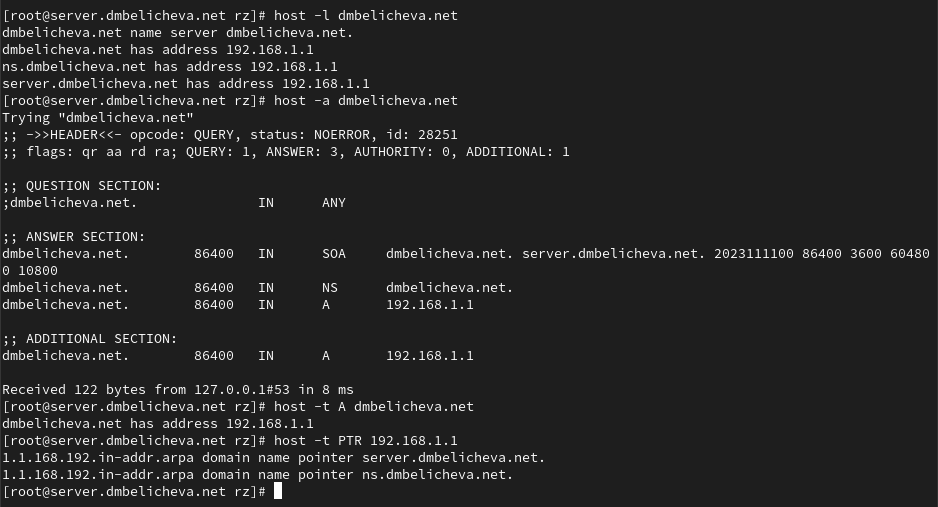 [root@server.dmbelicheva.net rz]# host -l dmbelicheva.net
dmbelicheva.net name server dmbelicheva.net.
dmbelicheva.net has address 192.168.1.1
ns.dmbelicheva.net has address 192.168.1.1
server.dmbelicheva.net has address 192.168.1.1
[root@server.dmbelicheva.net rz]# host -a dmbelicheva.net
Trying "dmbelicheva.net"
;; ->>HEADER<<- opcode: QUERY, status: NOERROR, id: 28251
;; flags: qr aa rd ra; QUERY: 1, ANSWER: 3, AUTHORITY: 0, ADDITIONAL: 1

;; QUESTION SECTION:
;dmbelicheva.net.               IN      ANY

;; ANSWER SECTION:
dmbelicheva.net.        86400   IN      SOA     dmbelicheva.net. server.dmbelicheva.net. 2023111100 86400 3600 60480
0 10800
dmbelicheva.net.        86400   IN      NS      dmbelicheva.net.
dmbelicheva.net.        86400   IN      A       192.168.1.1

;; ADDITIONAL SECTION:
dmbelicheva.net.        86400   IN      A       192.168.1.1

Received 122 bytes from 127.0.0.1#53 in 8 ms
[root@server.dmbelicheva.net rz]# host -t A dmbelicheva.net
dmbelicheva.net has address 192.168.1.1
[root@server.dmbelicheva.net rz]# host -t PTR 192.168.1.1
1.1.168.192.in-addr.arpa domain name pointer server.dmbelicheva.net.
1.1.168.192.in-addr.arpa domain name pointer ns.dmbelicheva.net.
[root@server.dmbelicheva.net rz]#